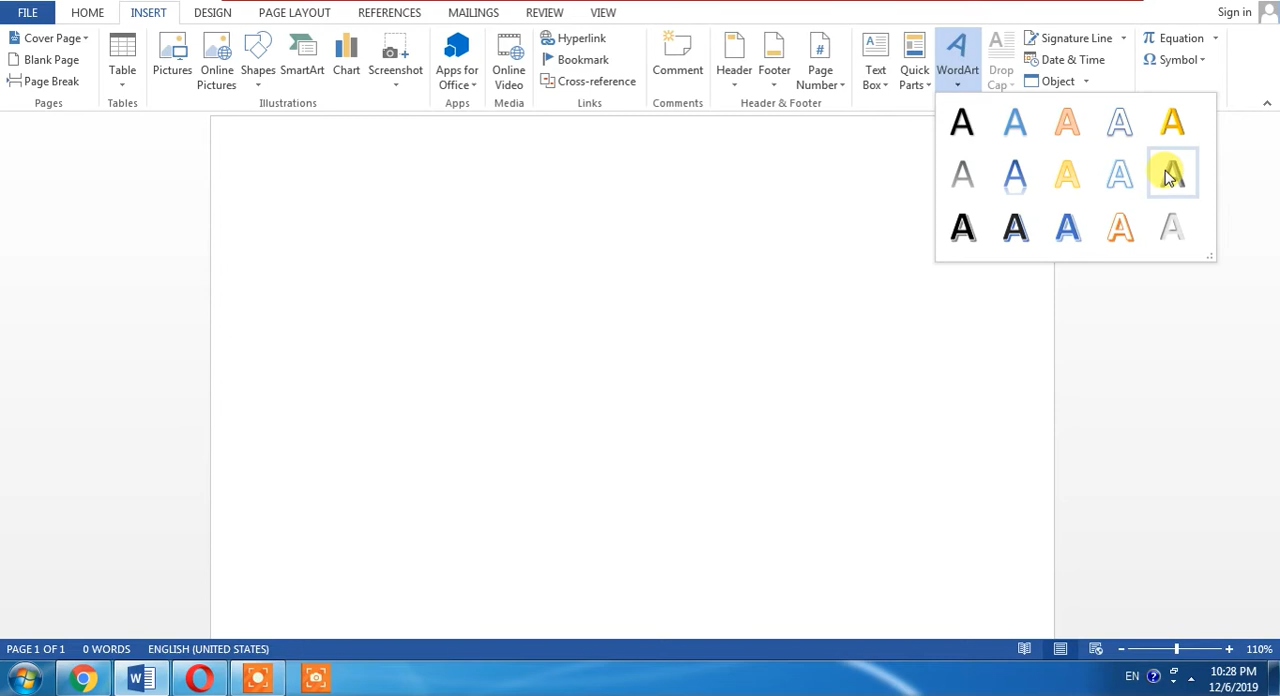 FILE HOME INSERT DESIGN PAGE LAYOUT REFERENCES MAILINGS REVIEW VIEW Sign in
Cover Page
Blank Page
Page Break
Pages
Table
Tables
Pictures
Online Pictures
Shapes
SmartArt
Chart
Screenshot
Illustrations
Apps for Office
Apps
Online Video
Media
Hyperlink
Bookmark
Cross-reference
Links
Comment
Comments
Header
Footer
Page Number
Header & Footer
Text Box
Quick Parts
WordArt
Drop Cap
Signature Line
Date & Time
Object
π Equation
Ω Symbol
A A A A A
A A A A A
A A A A A
PAGE 1 OF 1 0 WORDS ENGLISH (UNITED STATES) 110%
EN 10:28 PM
12/6/2019